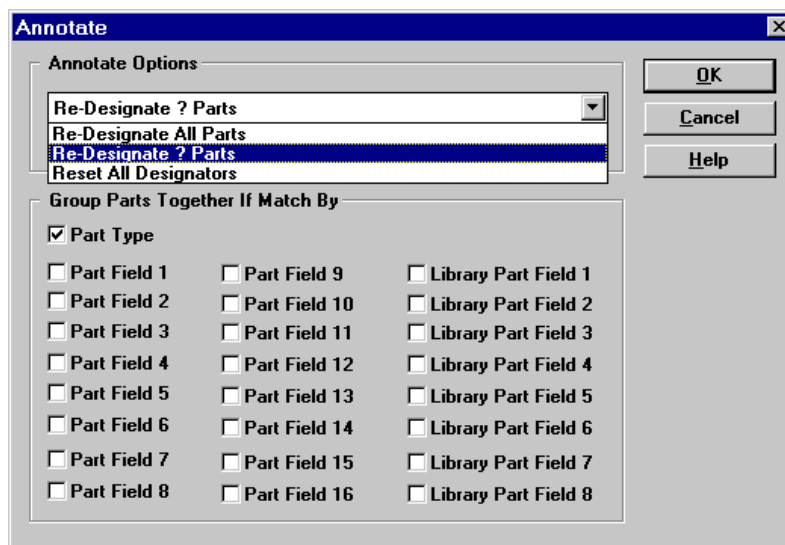 Annotate
Annotate Options
Re-Designate ? Parts
Re-Designate All Parts
Re-Designate ? Parts
Reset All Designators
OK
Cancel
Help
Group Parts Together If Match By
Part Type
Part Field 1 Part Field 9 Library Part Field 1
Part Field 2 Part Field 10 Library Part Field 2
Part Field 3 Part Field 11 Library Part Field 3
Part Field 4 Part Field 12 Library Part Field 4
Part Field 5 Part Field 13 Library Part Field 5
Part Field 6 Part Field 14 Library Part Field 6
Part Field 7 Part Field 15 Library Part Field 7
Part Field 8 Part Field 16 Library Part Field 8